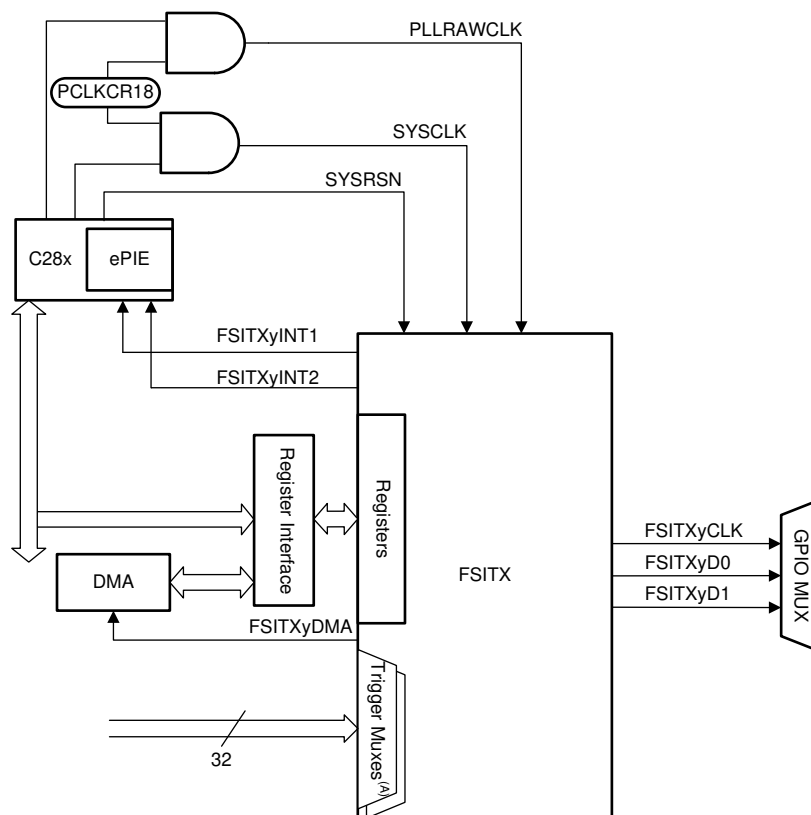 PLLRAWCLK
PCLKCR18
SYSCLK
SYSRSN
C28x
ePIE
FSITXyINT1
FSITXyINT2
Register Interface
Registers
FSITX
FSITXyCLK
FSITXyD0
FSITXyD1
GPIO MUX
DMA
FSITXyDMA
Trigger Muxes(A)
32